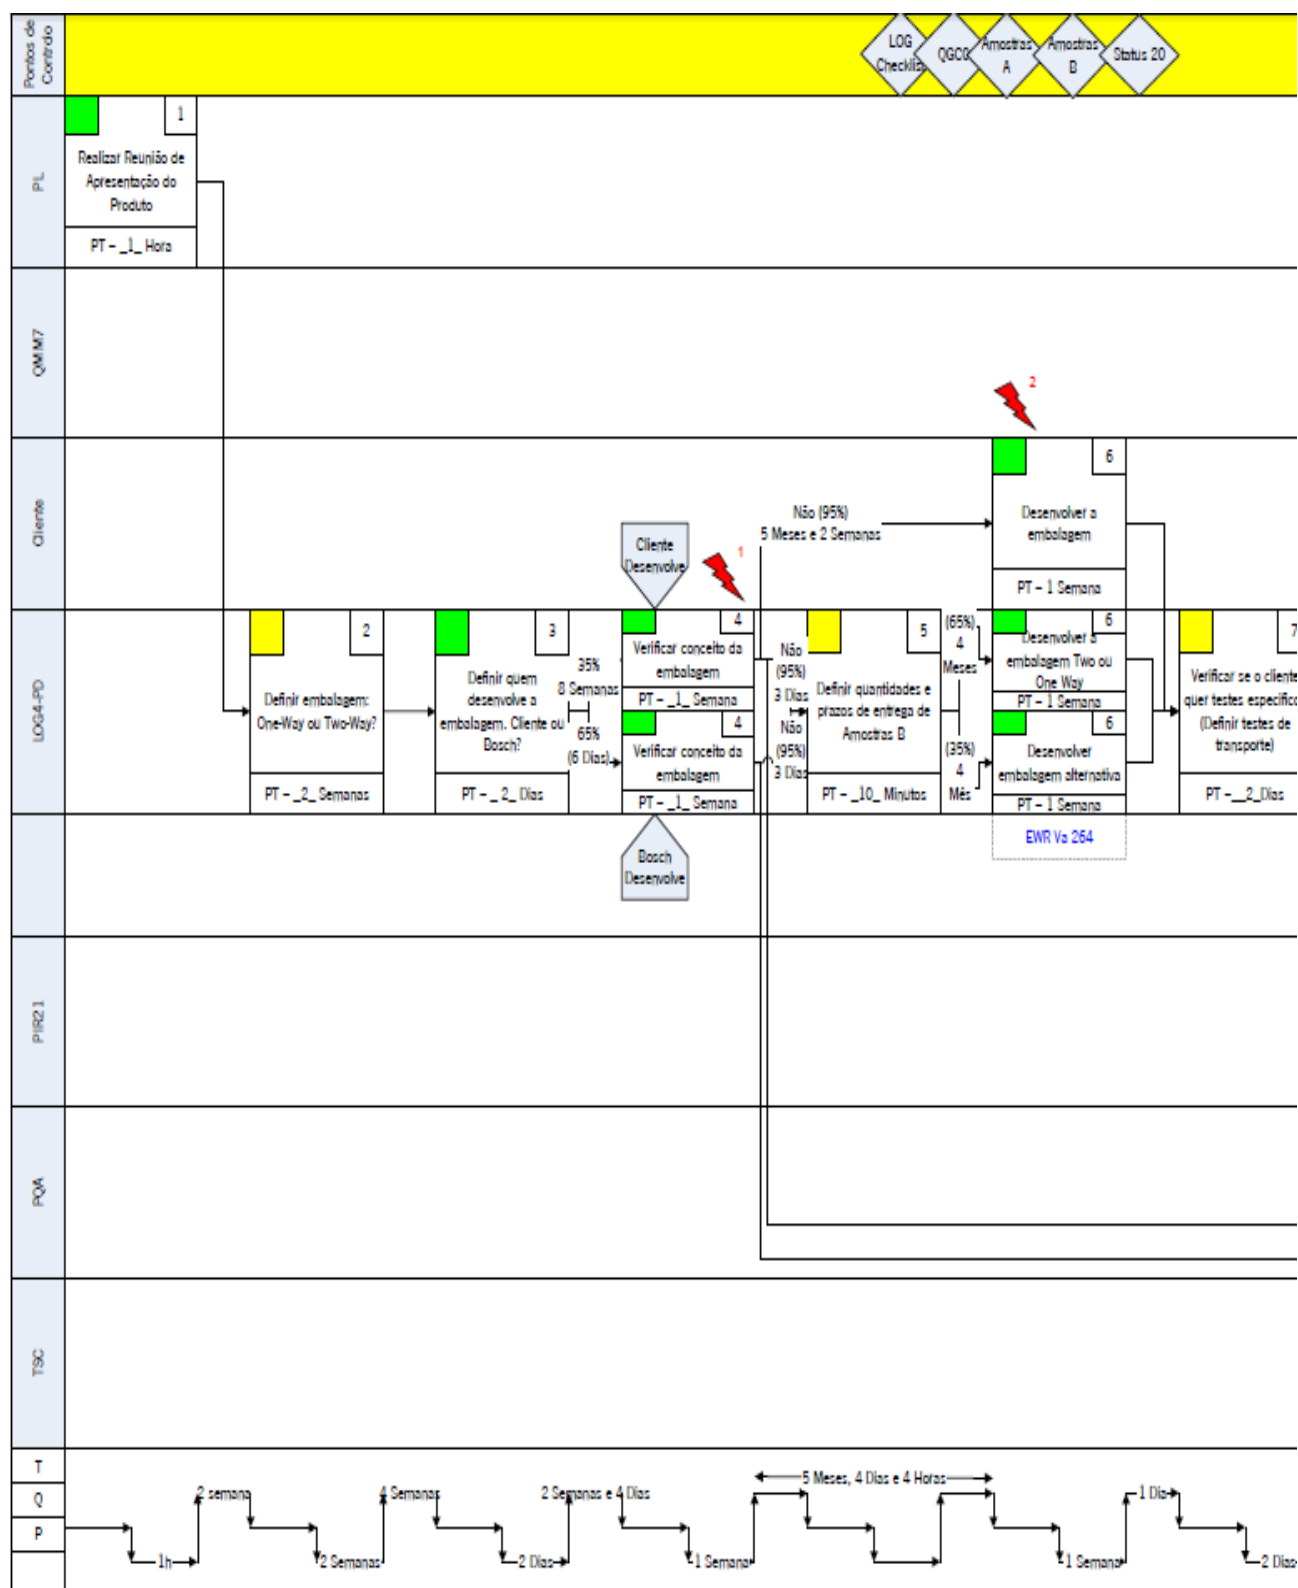 Pontos de
Controlo
LOG
Checklis
QGC0
Amostras
A
Amostras
B
Status 20
PL
1
Realizar Reunião de
Apresentação do
Produto
PT – _1_ Hora
QMM7
2
Cliente
6
Desenvolver a
embalagem
PT – 1 Semana
Não (95%)
5 Meses e 2 Semanas
Cliente
Desenvolve
1
LOG4-PD
2
Definir embalagem:
One-Way ou Two-Way?
PT – _2_ Semanas
3
Definir quem
desenvolve a
embalagem. Cliente ou
Bosch?
PT – _ 2_ Dias
35%
8 Semanas
65%
(6 Dias)
4
Verificar conceito da
embalagem
PT – _1_ Semana
4
Verificar conceito da
embalagem
PT – _1_ Semana
Não
(95%)
3 Dias
Não
(95%)
3 Dias
5
Definir quantidades e
prazos de entrega de
Amostras B
PT – _10_ Minutos
(65%)
4
Meses
(35%)
4
Mês
6
Desenvolver a
embalagem Two ou
One Way
PT – 1 Semana
6
Desenvolver
embalagem alternativa
PT – 1 Semana
EWR Va 264
7
Verificar se o cliente
quer testes específico
(Definir testes de
transporte)
PT –__2_Dias
Bosch
Desenvolve
PIR21
PQA
TSC
T
Q
P
2 semana
4 Semanas
2 Semanas e 4 Dias
5 Meses, 4 Dias e 4 Horas
1 Dia
1h
2 Semanas
2 Dias
1 Semana
1 Semana
2 Dias